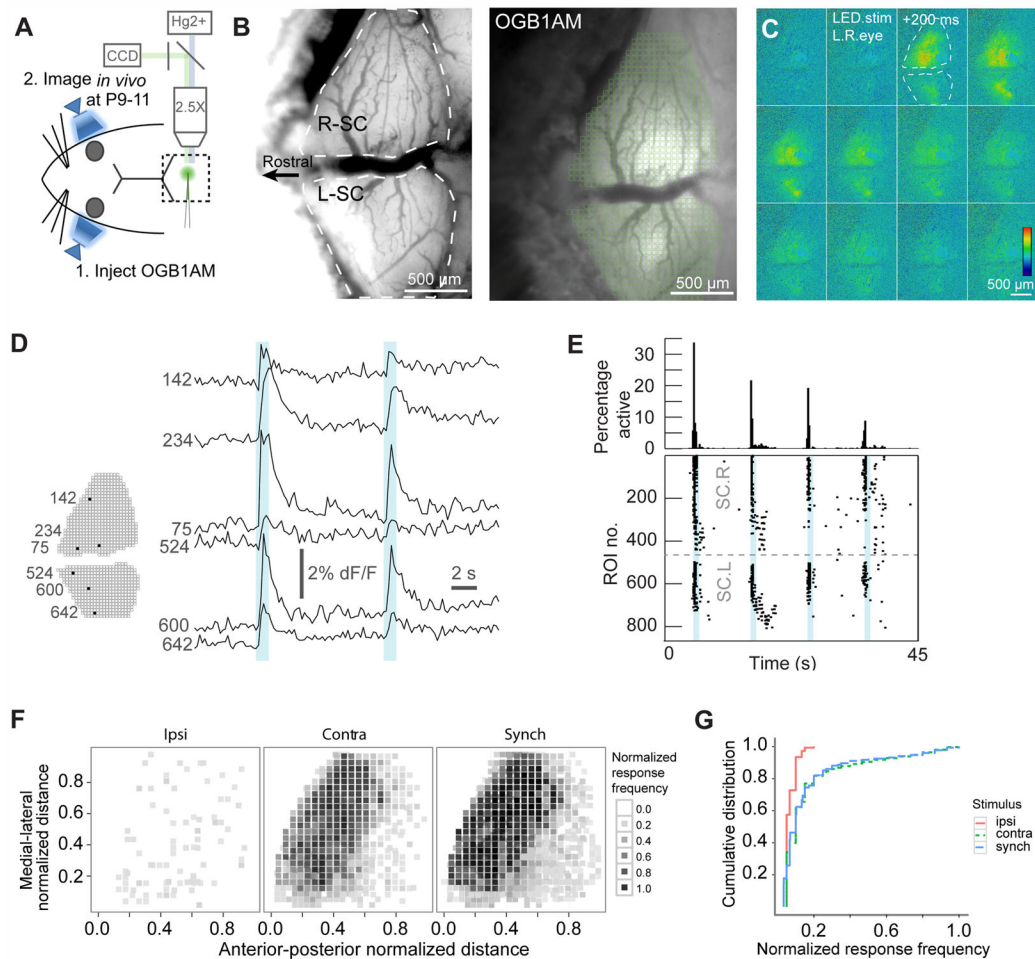 A
Hg2+
CCD
2. Image in vivo
at P9-11
2.5X
1. Inject OGB1AM
B
R-SC
Rostral
L-SC
500 µm
OGB1AM
500 µm
C
LED.stim
L.R.eye
+200 ms
500 µm
D
142
234
75
524
600
642
142
234
75
524
600
642
2% dF/F
2 s
E
Percentage
active
30
20
10
0
ROI no.
200
400
600
800
SC.R
SC.L
0
45
Time (s)
F
Ipsi
Contra
Synch
Medial-lateral
normalized distance
0.8
0.6
0.4
0.2
0.0 0.4 0.8
0.0 0.4 0.8
0.0 0.4 0.8
Anterior-posterior normalized distance
Normalized
response
frequency
0.0
0.2
0.4
0.6
0.8
1.0
G
Cumulative distribution
1.0
0.8
0.6
0.4
0.2
0.2 0.6 1.0
Normalized response frequency
Stimulus
ipsi
contra
synch